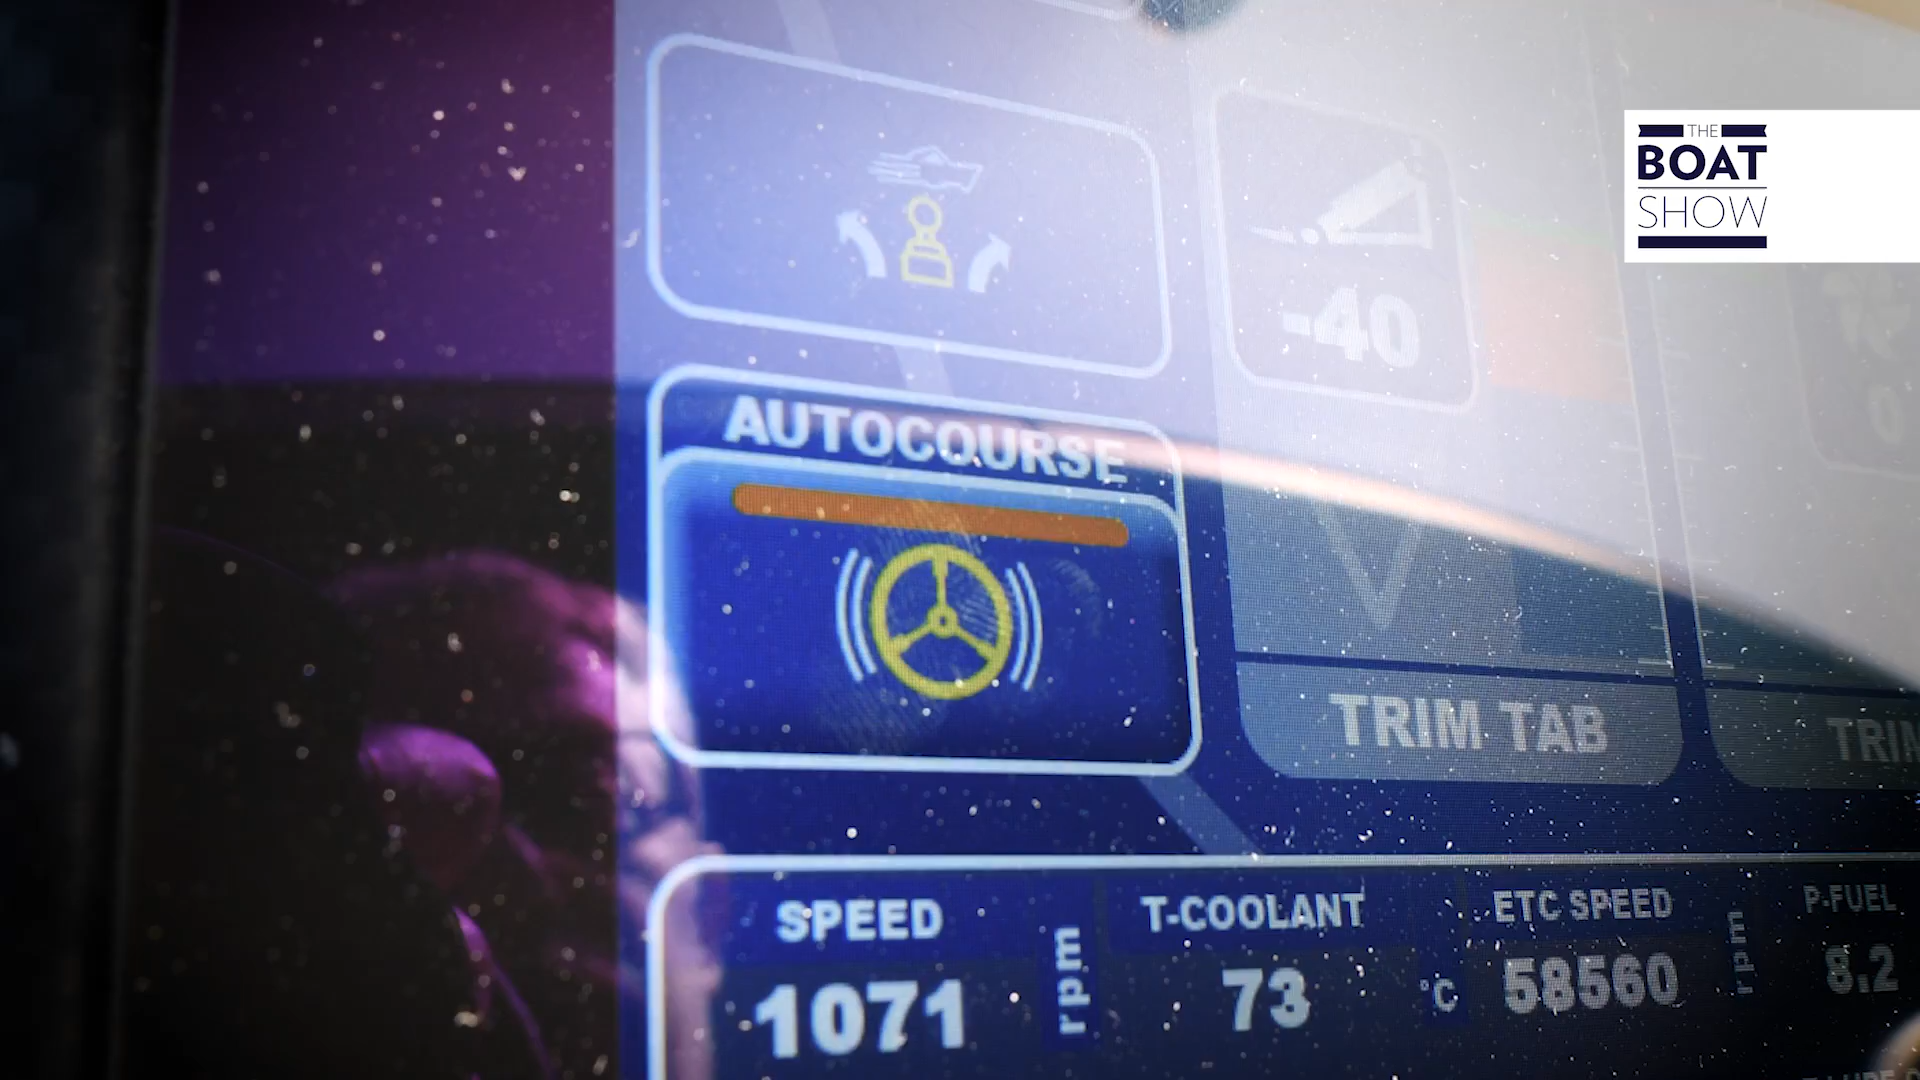 THE
BOAT
SHOW
-40
0
AUTOCOURSE
TRIM TAB
SPEED
1071
rpm
T-COOLANT
73
°C
ETC SPEED
58560
rpm
P-FUEL
8.2